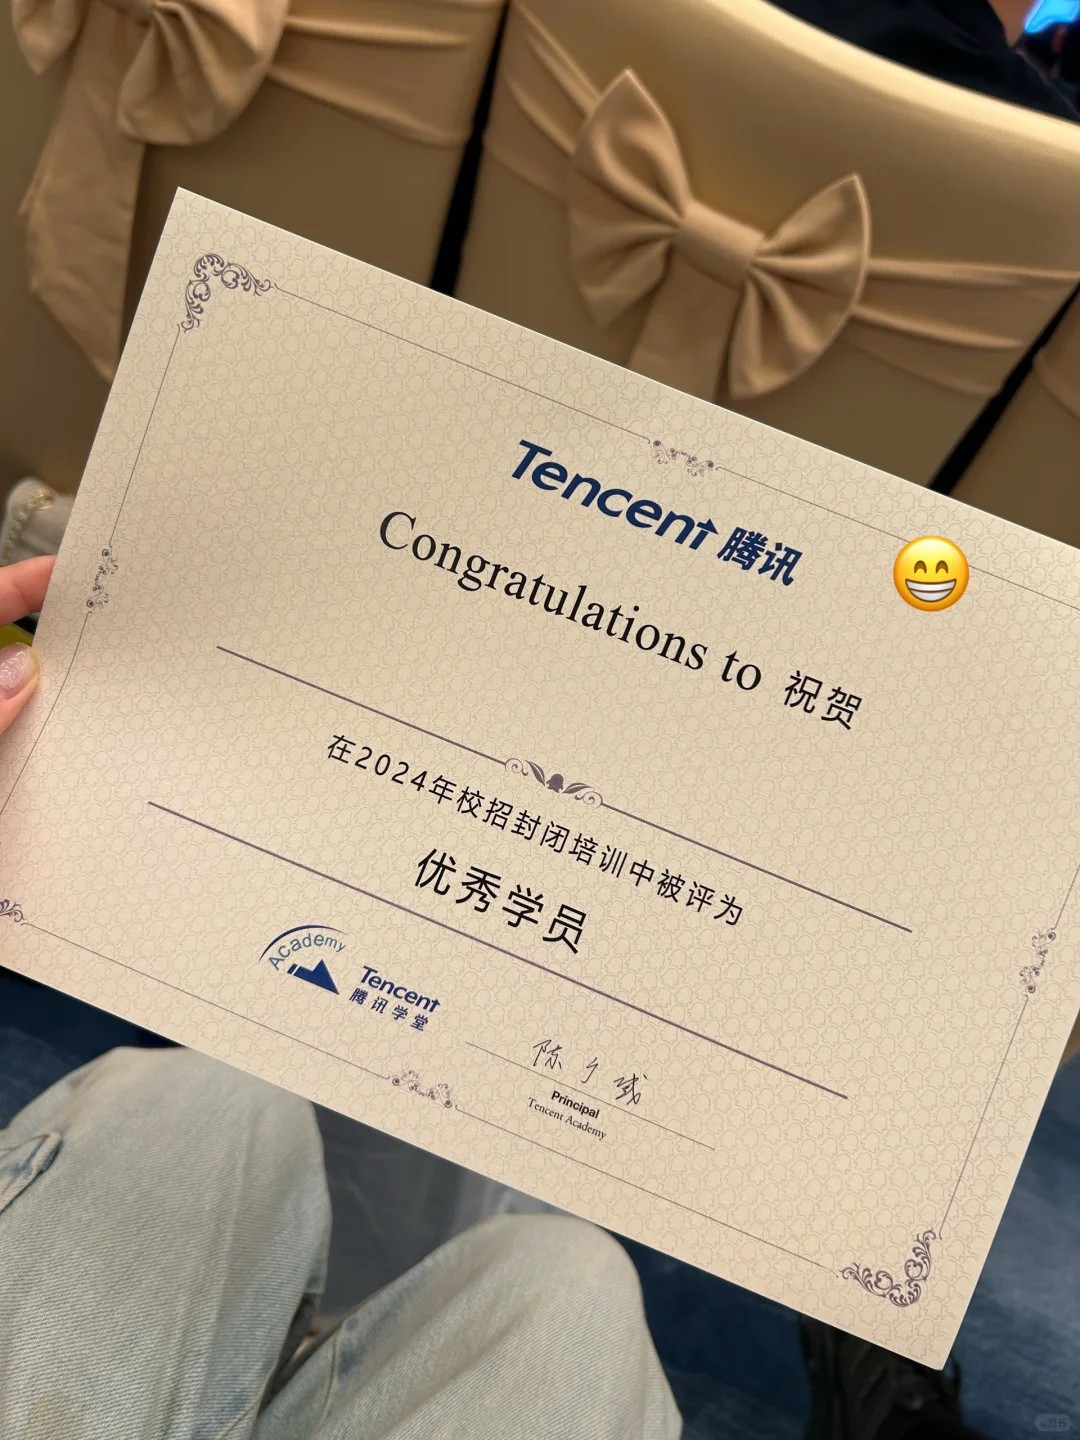 Tencent 腾讯
Congratulations to 祝贺
在2024年校招封闭培训中被评为
优秀学员
Academy
Tencent
腾讯学堂
Principal
Tencent Academy